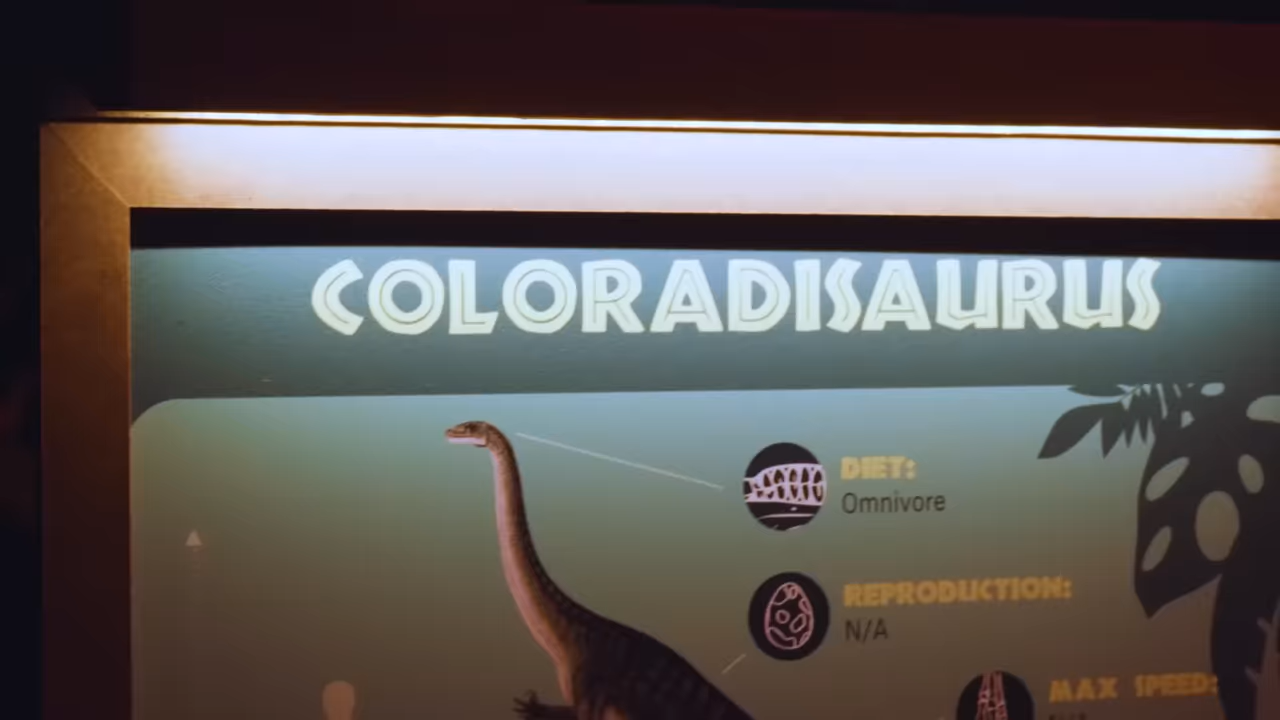 COLORADISAURUS
DIET:
Omnivore
REPRODUCTION:
N/A
MAX SPEED: